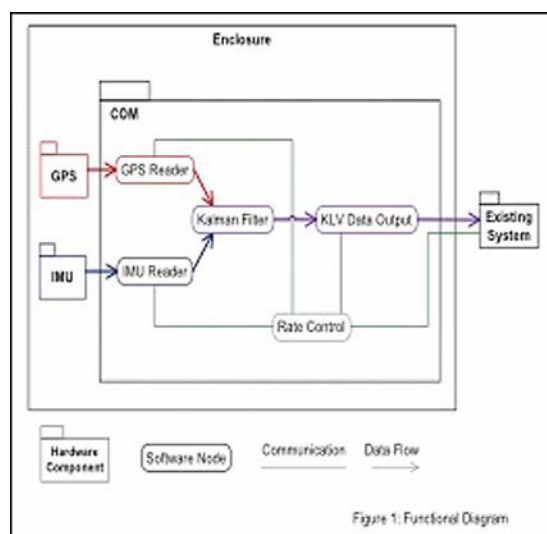 Enclosure
COM
GPS
GPS Reader
Kalman Filter
KLV Data Output
Existing
System
IMU
IMU Reader
Rate Control
Hardware
Component
Software Node
Communication
Data Flow
Figure 1: Functional Diagram